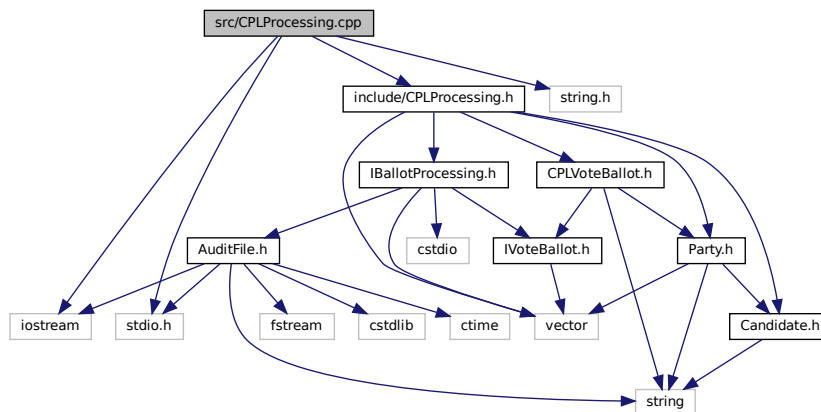 src/CPLProcessing.cpp
include/CPLProcessing.h
string.h
IBallotProcessing.h
CPLVoteBallot.h
AuditFile.h
cstdio
IVoteBallot.h
Party.h
iostream
stdio.h
fstream
cstdlib
ctime
vector
Candidate.h
string